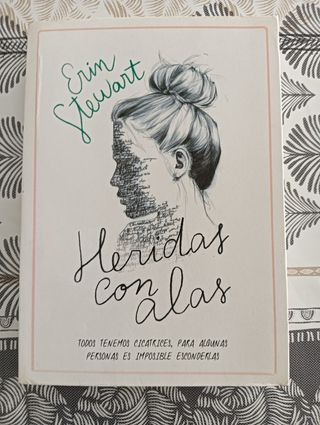 Erin
Stewart
Heridas
con
alas
TODOS TENEMOS CICATRICES, PARA ALGUNAS
PERSONAS ES IMPOSIBLE ESCONDERLAS